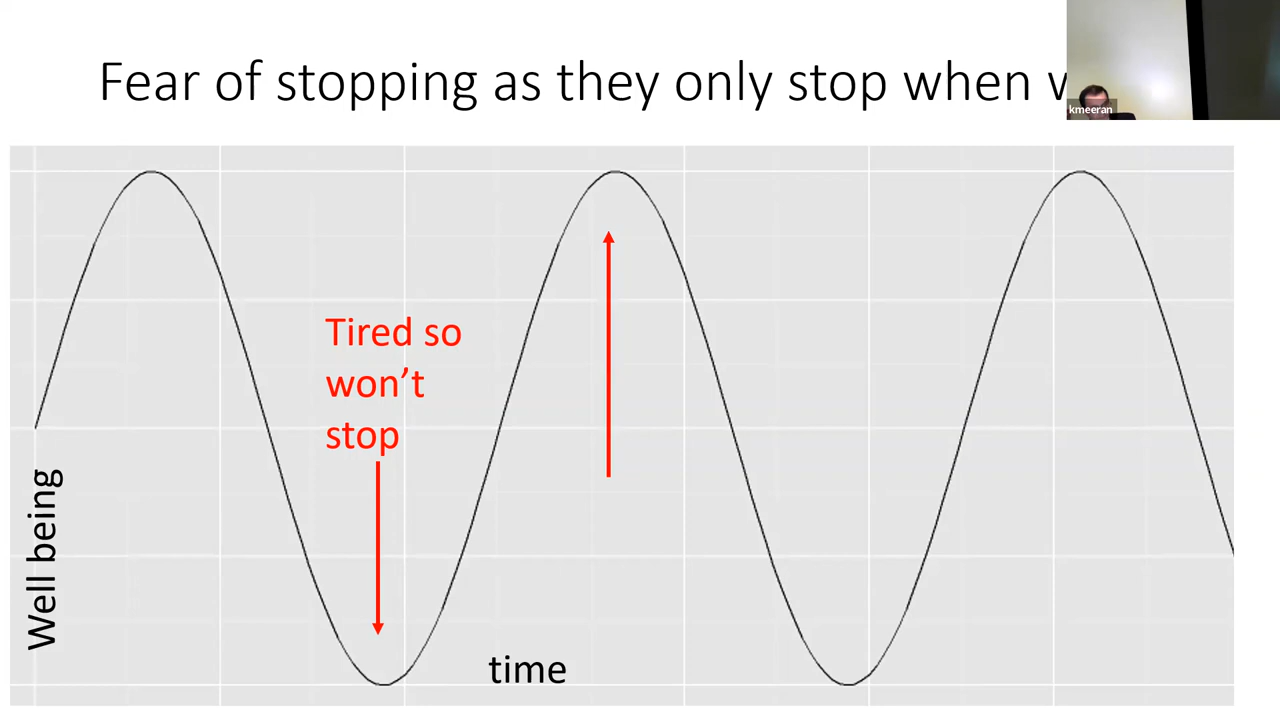 Fear of stopping as they only stop when
kmeeran
Tired so
won’t
stop
Well being
time